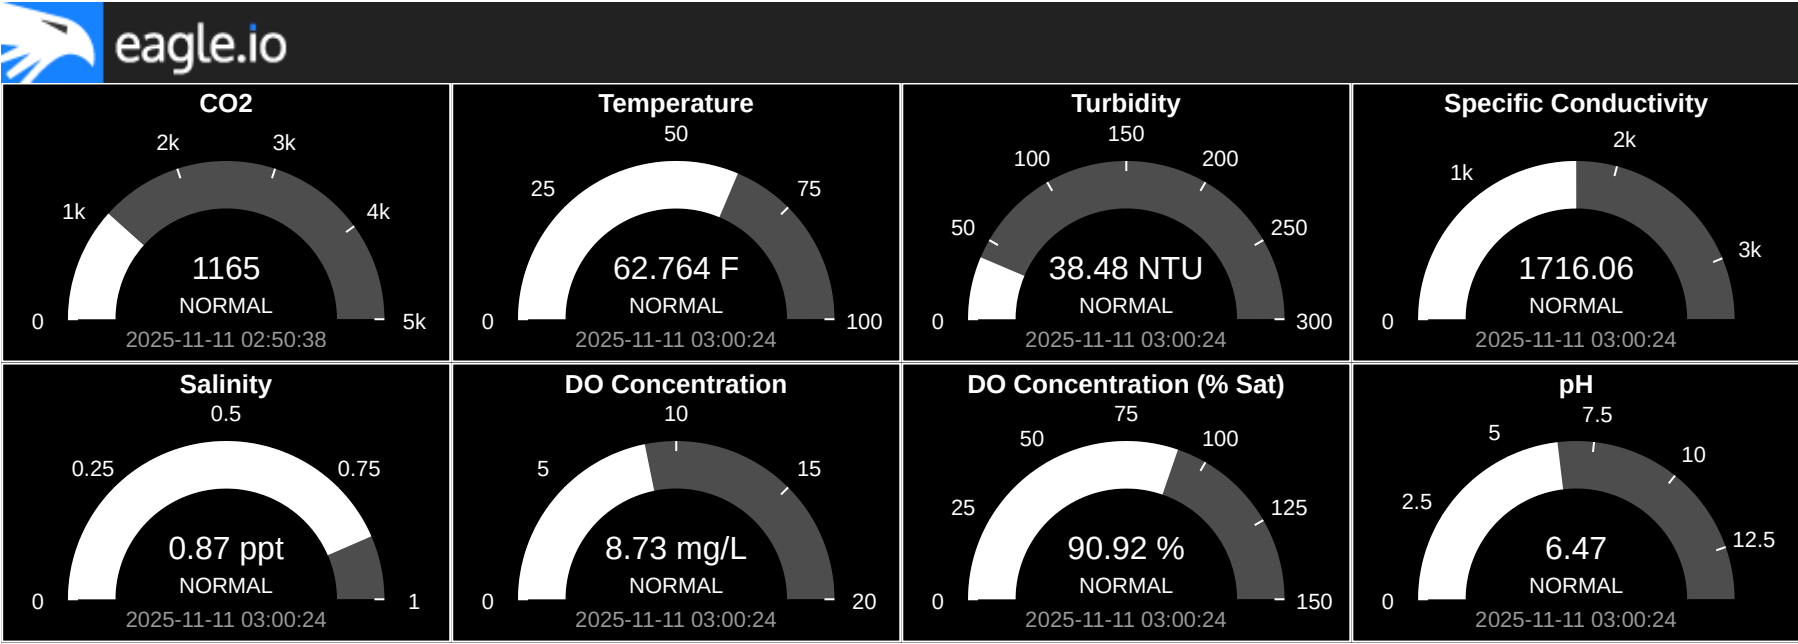 eagle.io
CO2
0
1k
2k
3k
4k
5k
1165
NORMAL
2025-11-11 02:50:38
Temperature
0
25
50
75
100
62.764 F
NORMAL
2025-11-11 03:00:24
Turbidity
0
50
100
150
200
250
300
38.48 NTU
NORMAL
2025-11-11 03:00:24
Specific Conductivity
0
1k
2k
3k
1716.06
NORMAL
2025-11-11 03:00:24
Salinity
0
0.25
0.5
0.75
1
0.87 ppt
NORMAL
2025-11-11 03:00:24
DO Concentration
0
5
10
15
20
8.73 mg/L
NORMAL
2025-11-11 03:00:24
DO Concentration (% Sat)
0
25
50
75
100
125
150
90.92 %
NORMAL
2025-11-11 03:00:24
pH
0
2.5
5
7.5
10
12.5
6.47
NORMAL
2025-11-11 03:00:24